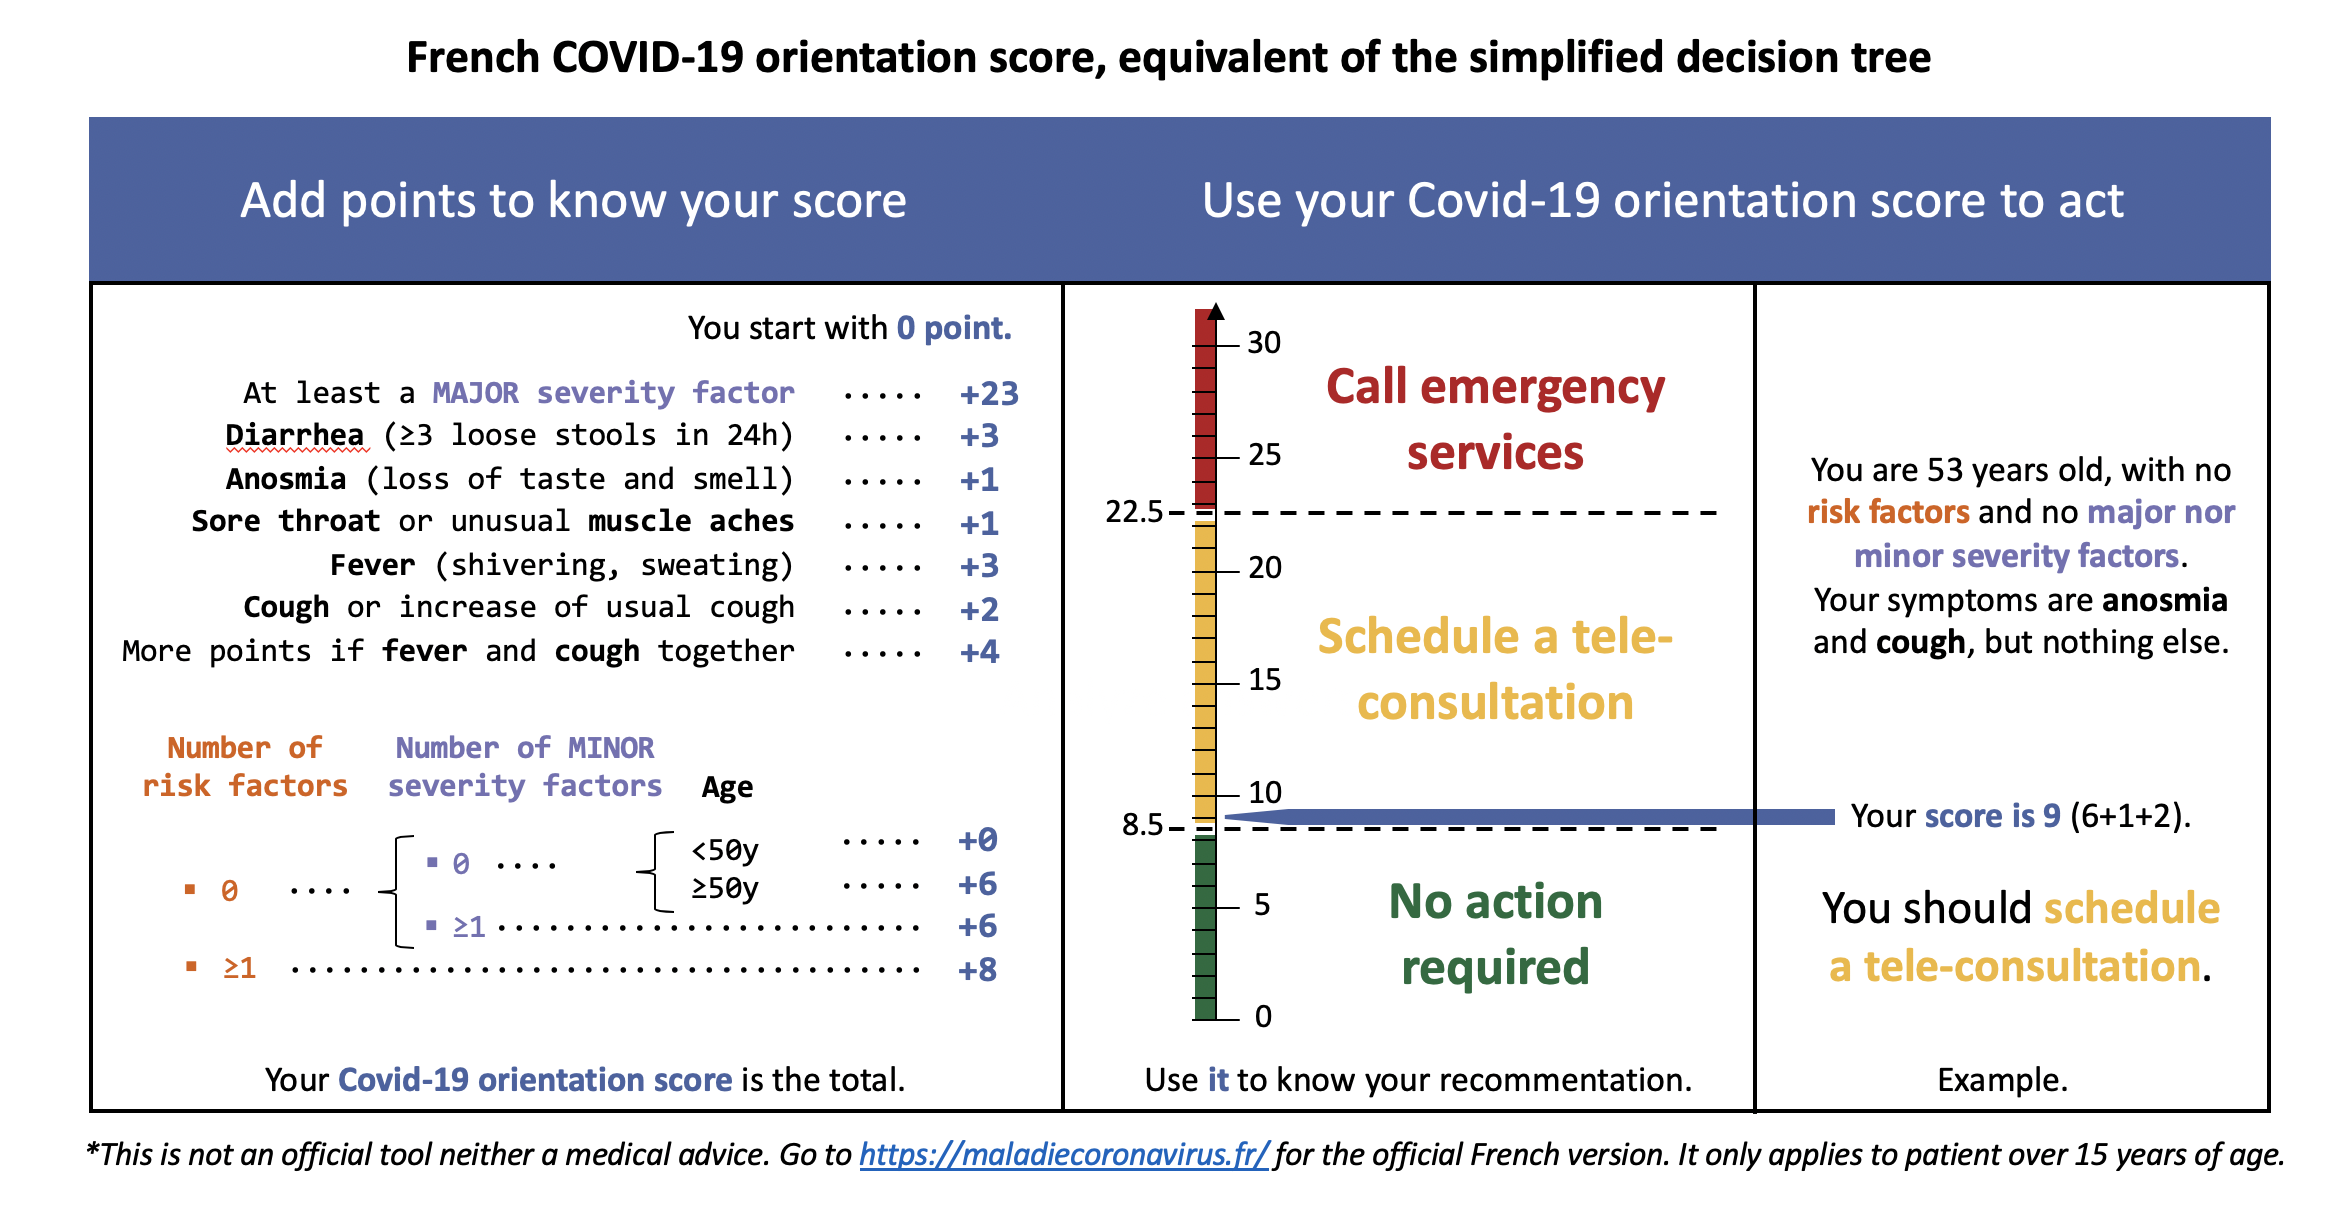 French COVID-19 orientation score, equivalent of the simplified decision tree
Add points to know your score
Use your Covid-19 orientation score to act
You start with 0 point.
At least a MAJOR severity factor ..... +23
Diarrhea (≥3 loose stools in 24h) ..... +3
Anosmia (loss of taste and smell) ..... +1
Sore throat or unusual muscle aches ..... +1
Fever (shivering, sweating) ..... +3
Cough or increase of usual cough ..... +2
More points if fever and cough together ..... +4
Number of
risk factors
Number of MINOR
severity factors
Age
<50y ..... +0
▪ 0 ....
≥50y ..... +6
▪ 0 ....
▪ ≥1 ......................... +6
▪ ≥1 ..................................... +8
Your Covid-19 orientation score is the total.
30
25
22.5
20
15
10
8.5
5
0
Call emergency
services
Schedule a tele-
consultation
No action
required
Use it to know your recommentation.
You are 53 years old, with no
risk factors and no major nor
minor severity factors.
Your symptoms are anosmia
and cough, but nothing else.
Your score is 9 (6+1+2).
You should schedule
a tele-consultation.
Example.
*This is not an official tool neither a medical advice. Go to https://maladiecoronavirus.fr/ for the official French version. It only applies to patient over 15 years of age.